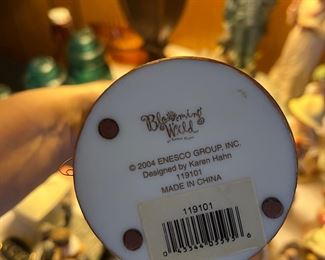 Blooming
Wild
© 2004 ENESCO GROUP, INC.
Designed by Karen Hahn
119101
MADE IN CHINA
119101